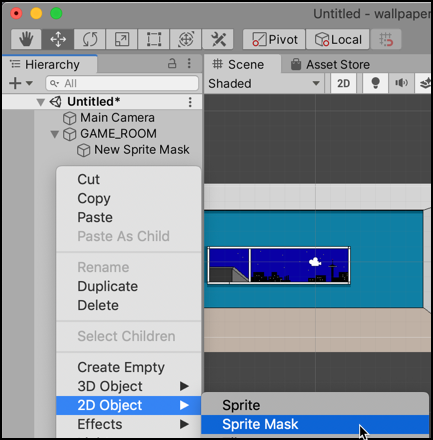 Untitled - wallpaper
Pivot
Local
Hierarchy
Scene
Asset Store
All
Shaded
2D
Untitled*
Main Camera
GAME_ROOM
New Sprite Mask
Cut
Copy
Paste
Paste As Child
Rename
Duplicate
Delete
Select Children
Create Empty
3D Object
2D Object
Effects
Sprite
Sprite Mask